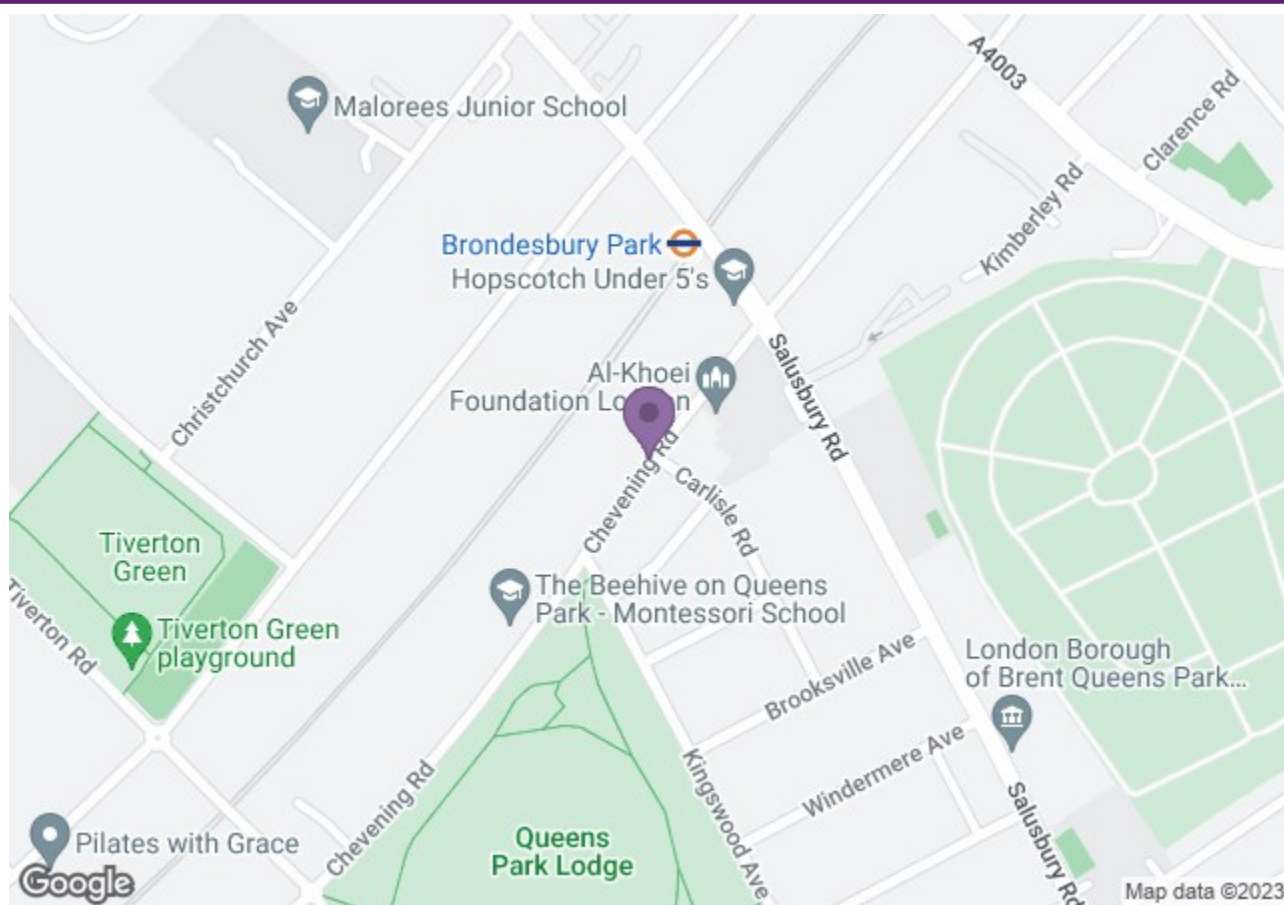 A4003
Clarence Rd
Malorees Junior School
Kimberley Rd
Brondesbury Park
Hopscotch Under 5's
Christchurch Ave
Salusbury Rd
Al-Khoei
Foundation
Chevening Rd
Carlisle Rd
Tiverton
Green
Tiverton Rd
Tiverton Green
playground
The Beehive on Queens
Park - Montessori School
Brooksville Ave
London Borough
of Brent Queens Park...
Windermere Ave
Kingswood Ave
Chevening Rd
Salusbury Rd
Pilates with Grace
Queens
Park Lodge
Google
Map data ©2023